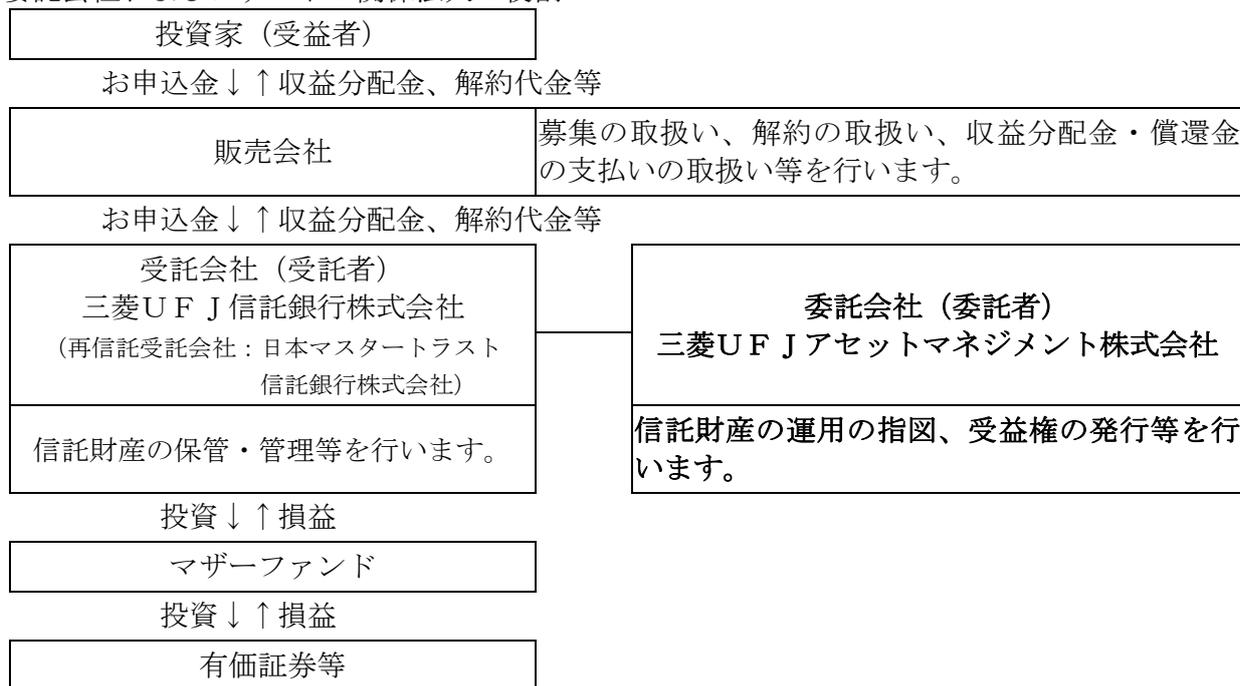 投資家（受益者）
お申込金↓↑収益分配金、解約代金等
販売会社
募集の取扱い、解約の取扱い、収益分配金・償還金
の支払いの取扱い等を行います。
お申込金↓↑収益分配金、解約代金等
受託会社（受託者）
三菱ＵＦＪ信託銀行株式会社
（再信託受託会社：日本マスタートラスト
信託銀行株式会社）
委託会社（委託者）
三菱ＵＦＪアセットマネジメント株式会社
信託財産の保管・管理等を行います。
信託財産の運用の指図、受益権の発行等を行
います。
投資↓↑損益
マザーファンド
投資↓↑損益
有価証券等